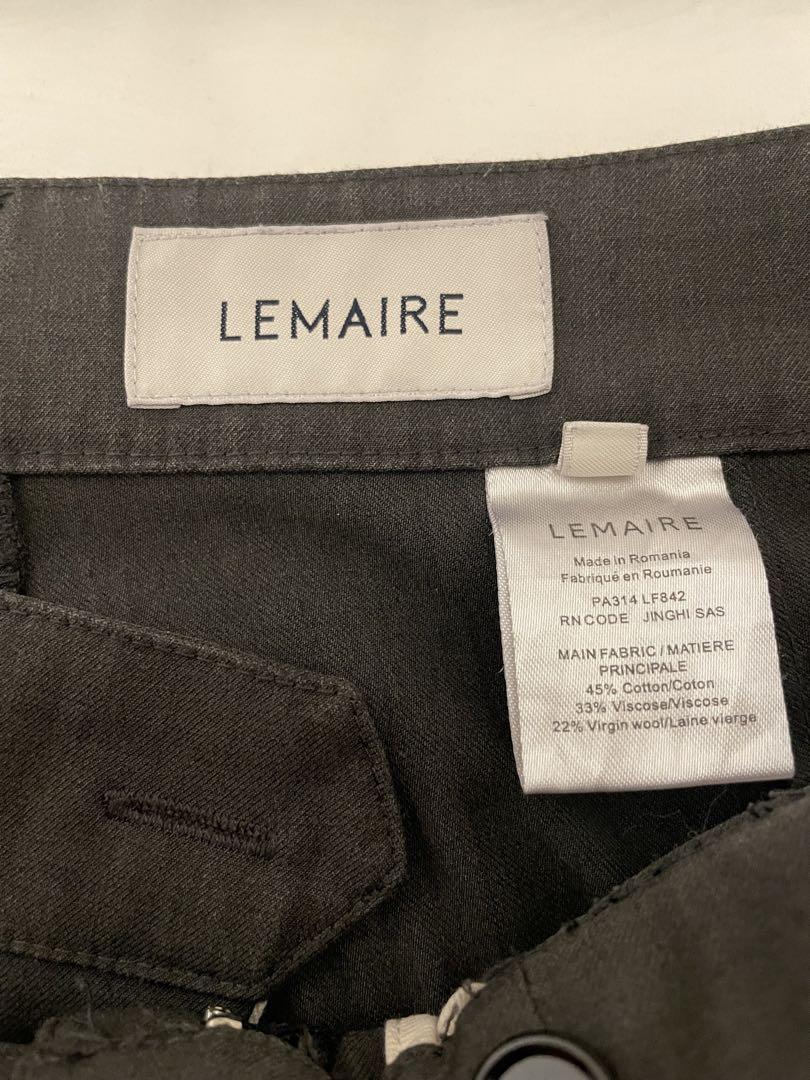 LEMAIRE
LEMAIRE
Made in Romania
Fabriqué en Roumanie
PA314 LF842
RN CODE JINGHI SAS
MAIN FABRIC / MATIERE
PRINCIPALE
45% Cotton/Coton
33% Viscose/Viscose
22% Virgin wool/Laine vierge